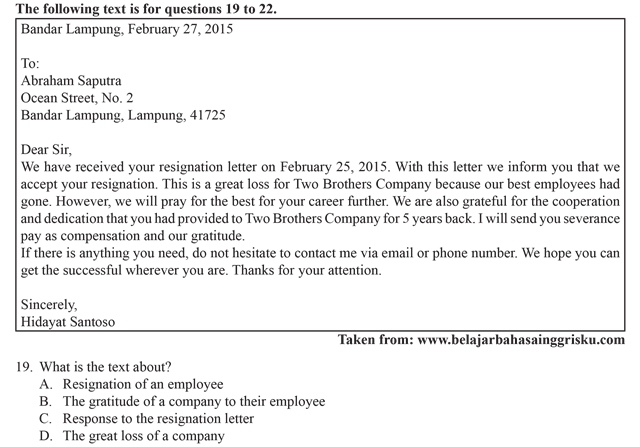 The following text is for questions 19 to 22.
Bandar Lampung, February 27, 2015
To:
Abraham Saputra
Ocean Street, No. 2
Bandar Lampung, Lampung, 41725
Dear Sir,
We have received your resignation letter on February 25, 2015. With this letter we inform you that we
accept your resignation. This is a great loss for Two Brothers Company because our best employees had
gone. However, we will pray for the best for your career further. We are also grateful for the cooperation
and dedication that you had provided to Two Brothers Company for 5 years back. I will send you severance
pay as compensation and our gratitude.
If there is anything you need, do not hesitate to contact me via email or phone number. We hope you can
get the successful wherever you are. Thanks for your attention.
Sincerely,
Hidayat Santoso
Taken from: www.belajarbahasainggrisku.com
19. What is the text about?
A. Resignation of an employee
B. The gratitude of a company to their employee
C. Response to the resignation letter
D. The great loss of a company